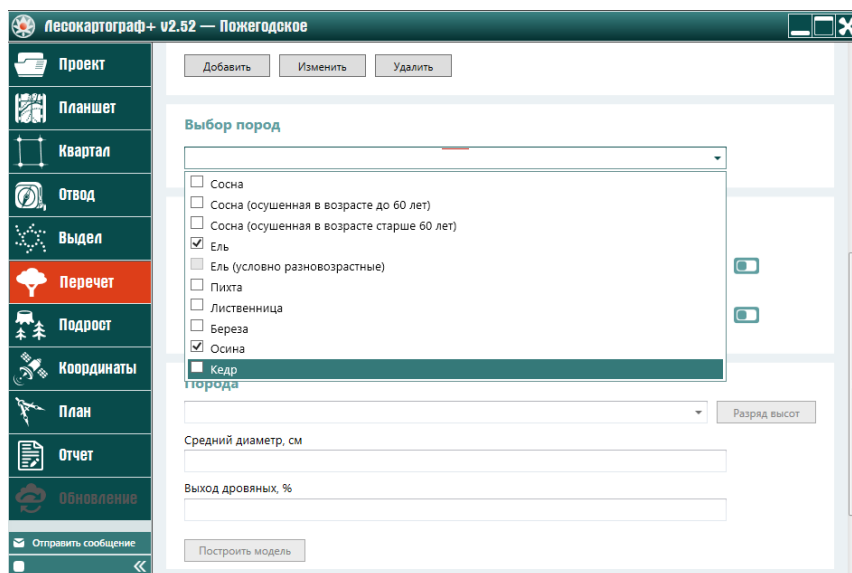 Лесокартограф+ v2.52 — Пожегодское
Проект
Планшет
Квартал
Отвод
Выдел
Перечет
Подрост
Координаты
План
Отчет
Обновление
Отправить сообщение
Добавить Изменить Удалить
Выбор пород
Сосна
Сосна (осушенная в возрасте до 60 лет)
Сосна (осушенная в возрасте старше 60 лет)
Ель
Ель (условно разновозрастные)
Пихта
Лиственница
Береза
Осина
Кедр
Порода
Разряд высот
Средний диаметр, см
Выход дровяных, %
Построить модель